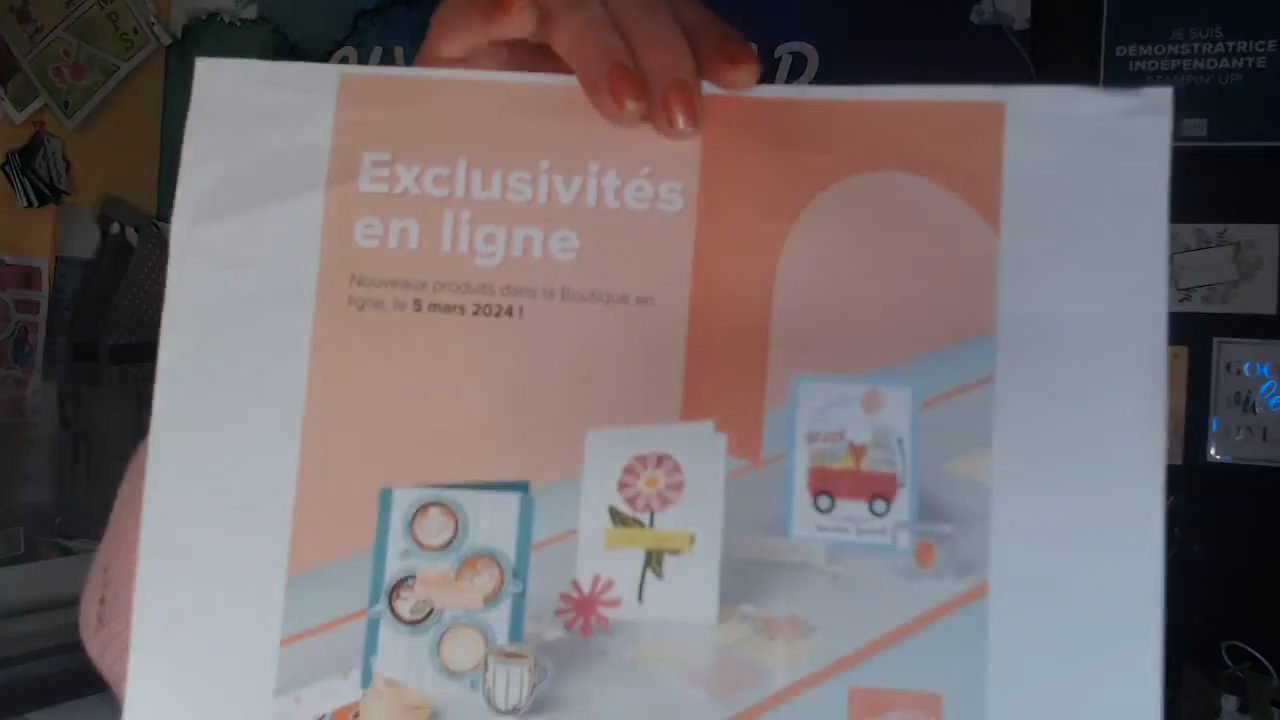 JE SUIS
DÉMONSTRATRICE
INDÉPENDANTE
STAMPIN' UP!
Exclusivités
en ligne
Nouveaux produits dans la Boutique en
ligne, le 5 mars 2024 !